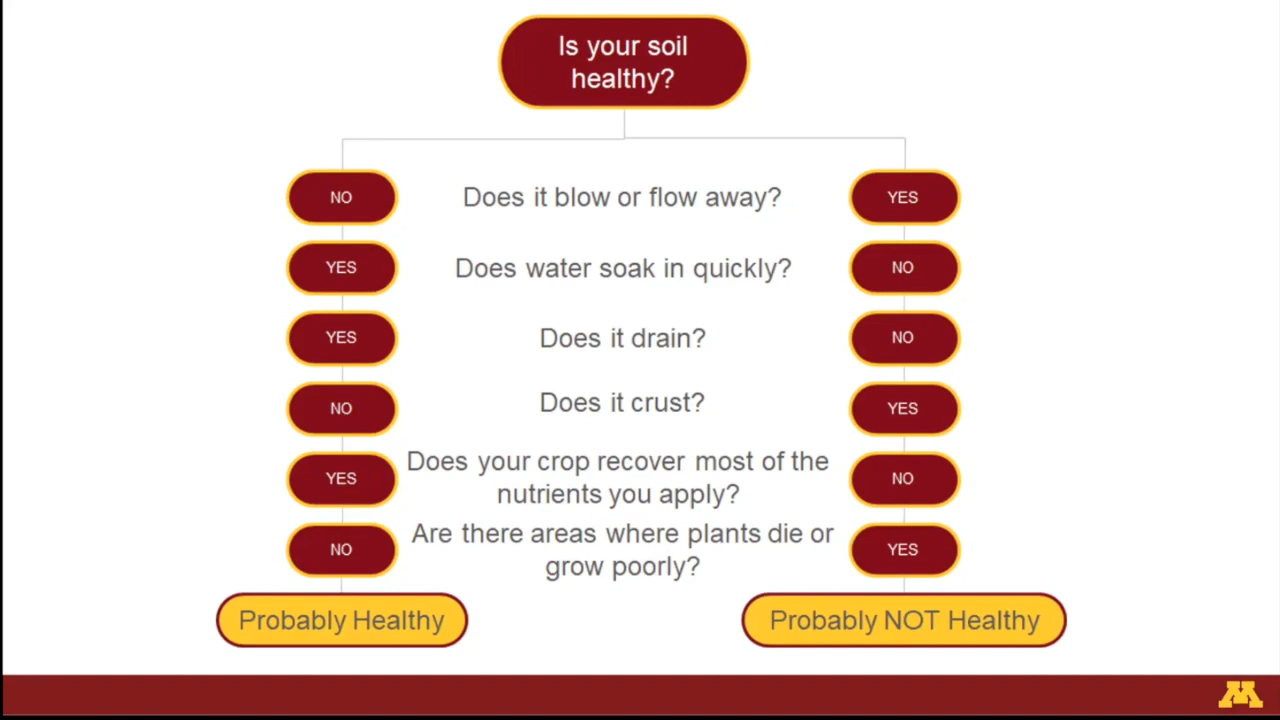 Is your soil
healthy?
NO
Does it blow or flow away?
YES
YES
Does water soak in quickly?
NO
YES
Does it drain?
NO
NO
Does it crust?
YES
YES
Does your crop recover most of the
nutrients you apply?
NO
NO
Are there areas where plants die or
grow poorly?
YES
Probably Healthy
Probably NOT Healthy
M